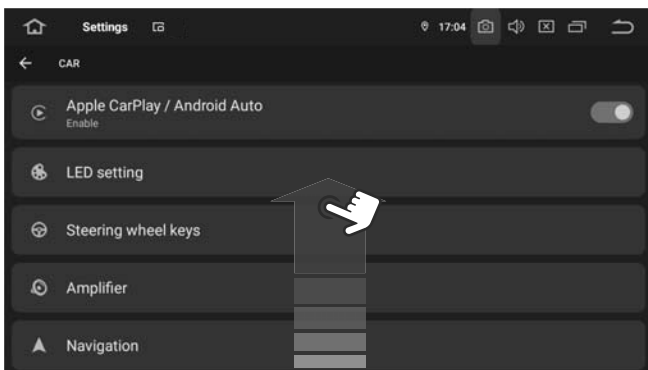 Settings
17:04
CAR
Apple CarPlay / Android Auto
Enable
LED setting
Steering wheel keys
Amplifier
Navigation